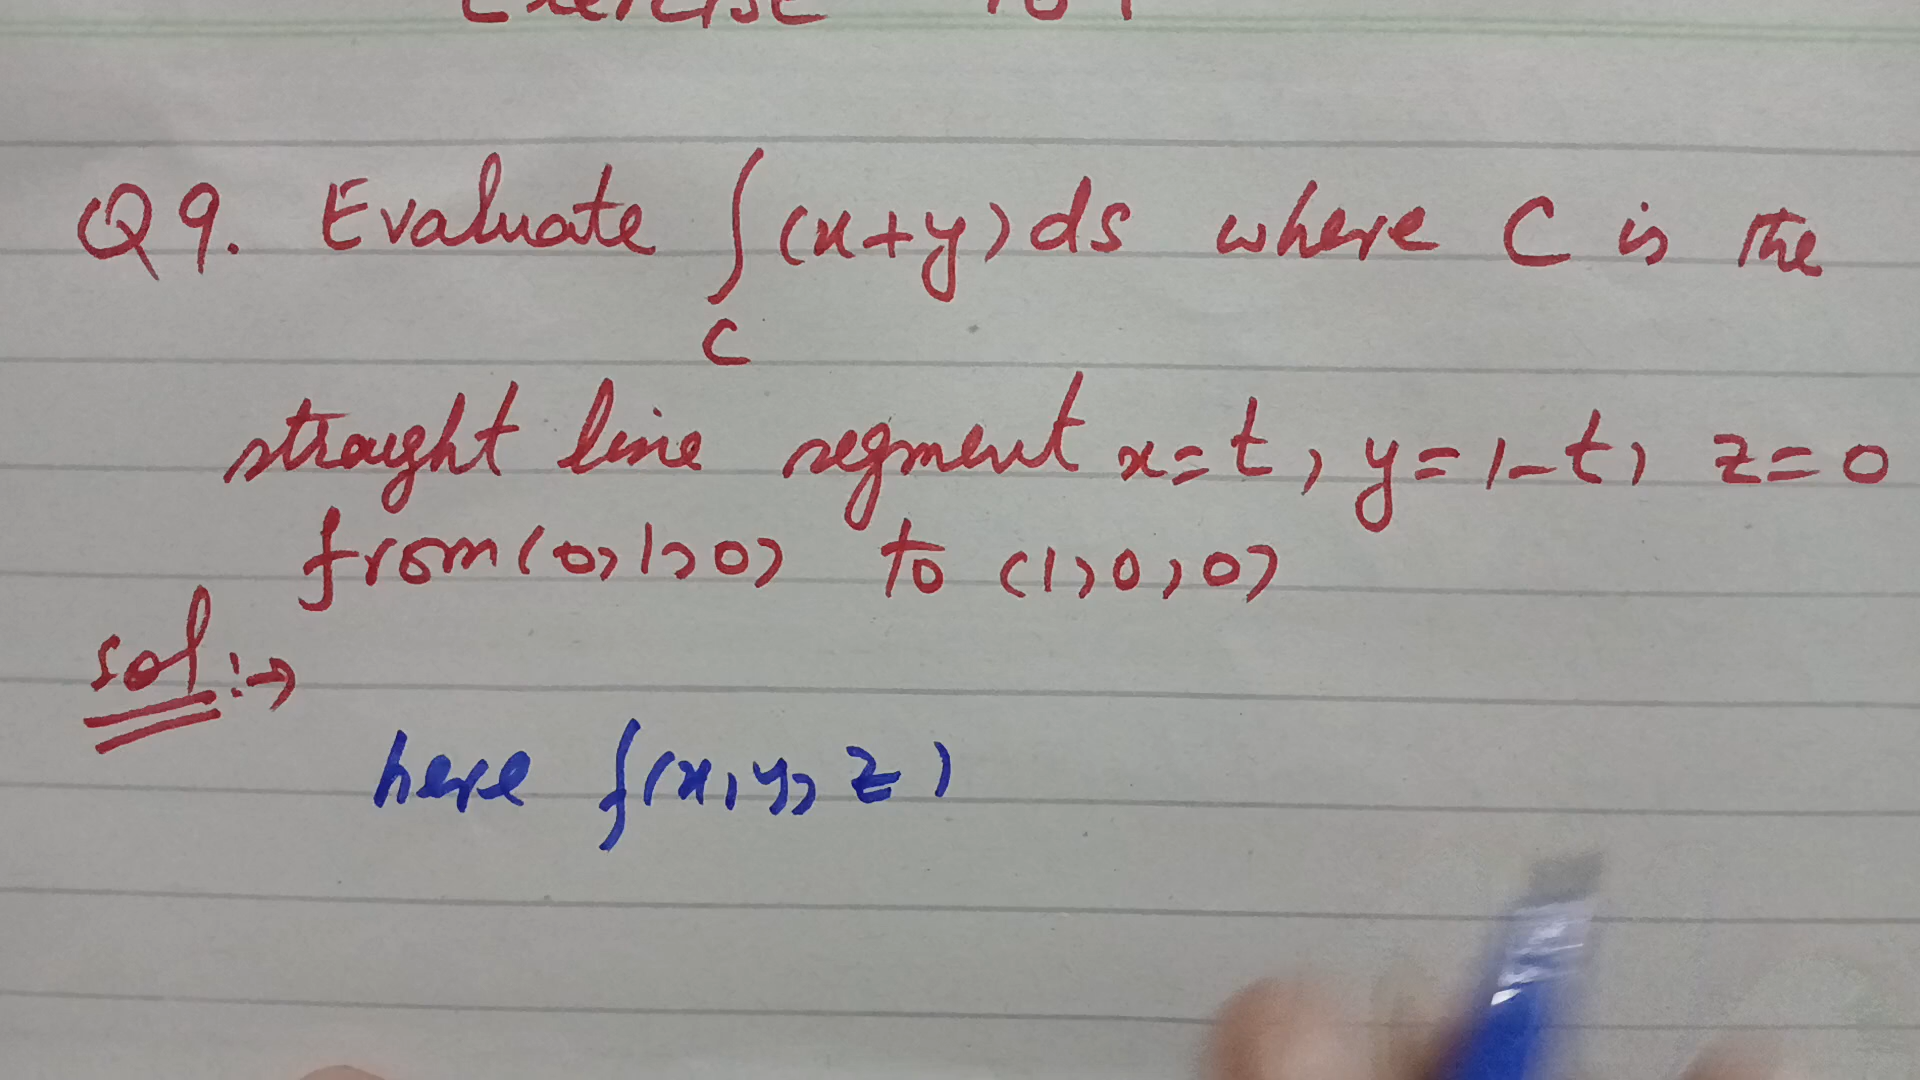 Exercise
Q9. Evaluate ∫ (x+y) ds where C is the
C
straight line segment x=t, y=1-t, z=0
from (0,1,0) to (1,0,0)
sol:→
here f(x,y,z)